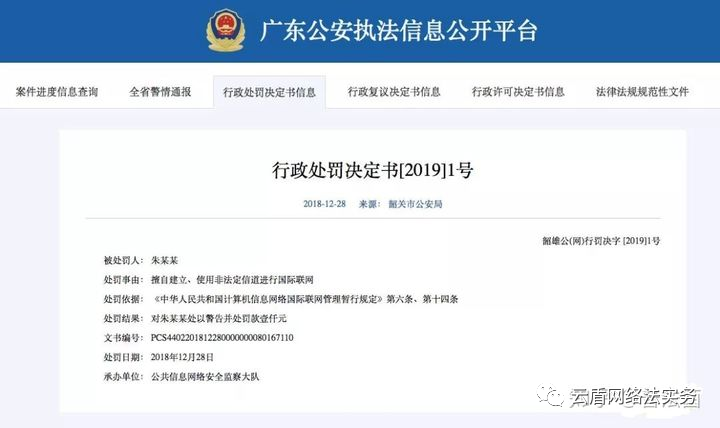 广东公安执法信息公开平台
案件进度信息查询 全省警情通报 行政处罚决定书信息 行政复议决定书信息 行政许可决定书信息 法律法规规范性文件
行政处罚决定书[2019]1号
2018-12-28 来源： 韶关市公安局
韶雄公(网)行罚决字 [2019]1号
被处罚人： 朱某某
处罚事由： 擅自建立、使用非法定信道进行国际联网
处罚依据： 《中华人民共和国计算机信息网络国际联网管理暂行规定》第六条、第十四条
处罚结果： 对朱某某处以警告并处罚款壹仟元
文书编号： PCS4402201812280000000080167110
处罚日期： 2018年12月28日
承办单位： 公共信息网络安全监察大队
云盾网络法实务